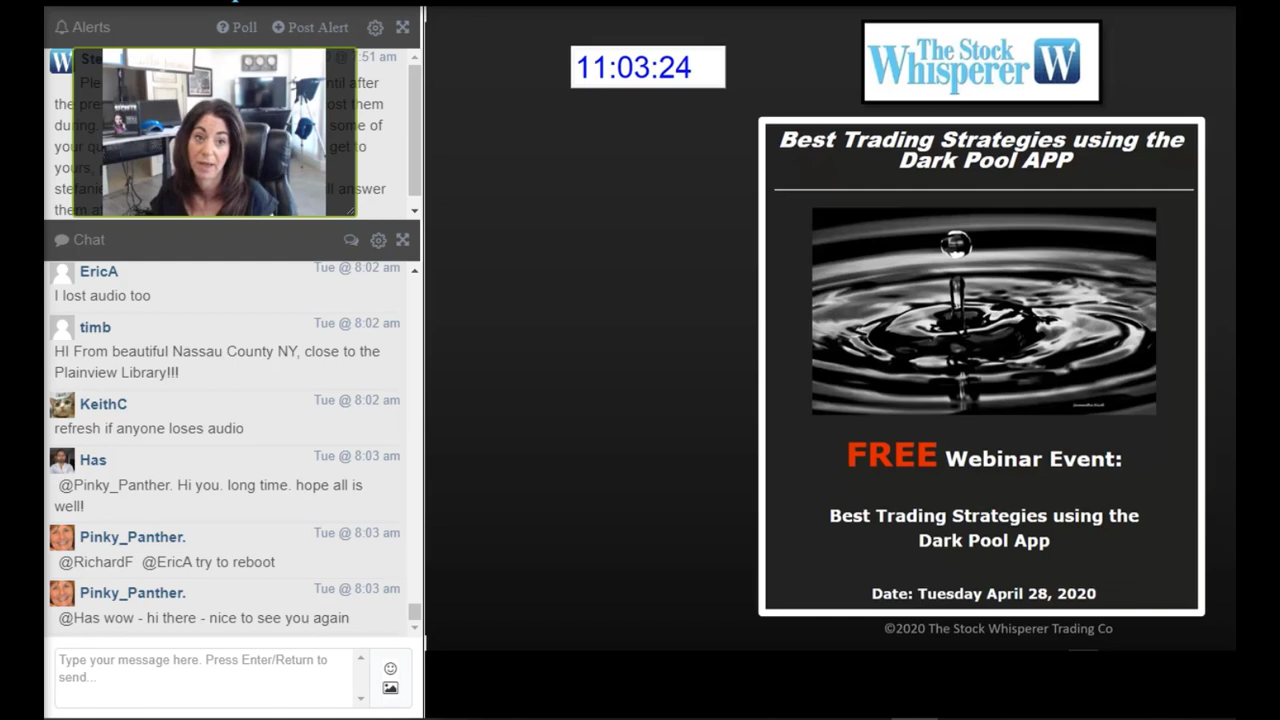 Alerts
Poll
Post Alert
Ste
@ 7:51 am
Ple
ntil after
the pre
ost them
during
some of
your qu
get to
yours,
stefanie
ll answer
them a
Chat
EricA
Tue @ 8:02 am
I lost audio too
timb
Tue @ 8:02 am
HI From beautiful Nassau County NY, close to the
Plainview Library!!!
KeithC
Tue @ 8:02 am
refresh if anyone loses audio
Has
Tue @ 8:03 am
@Pinky_Panther. Hi you. long time. hope all is
well!
Pinky_Panther.
Tue @ 8:03 am
@RichardF @EricA try to reboot
Pinky_Panther.
Tue @ 8:03 am
@Has wow - hi there - nice to see you again
Type your message here. Press Enter/Return to
send...
11:03:24
The Stock
Whisperer
W
Best Trading Strategies using the
Dark Pool APP
FREE Webinar Event:
Best Trading Strategies using the
Dark Pool App
Date: Tuesday April 28, 2020
©2020 The Stock Whisperer Trading Co